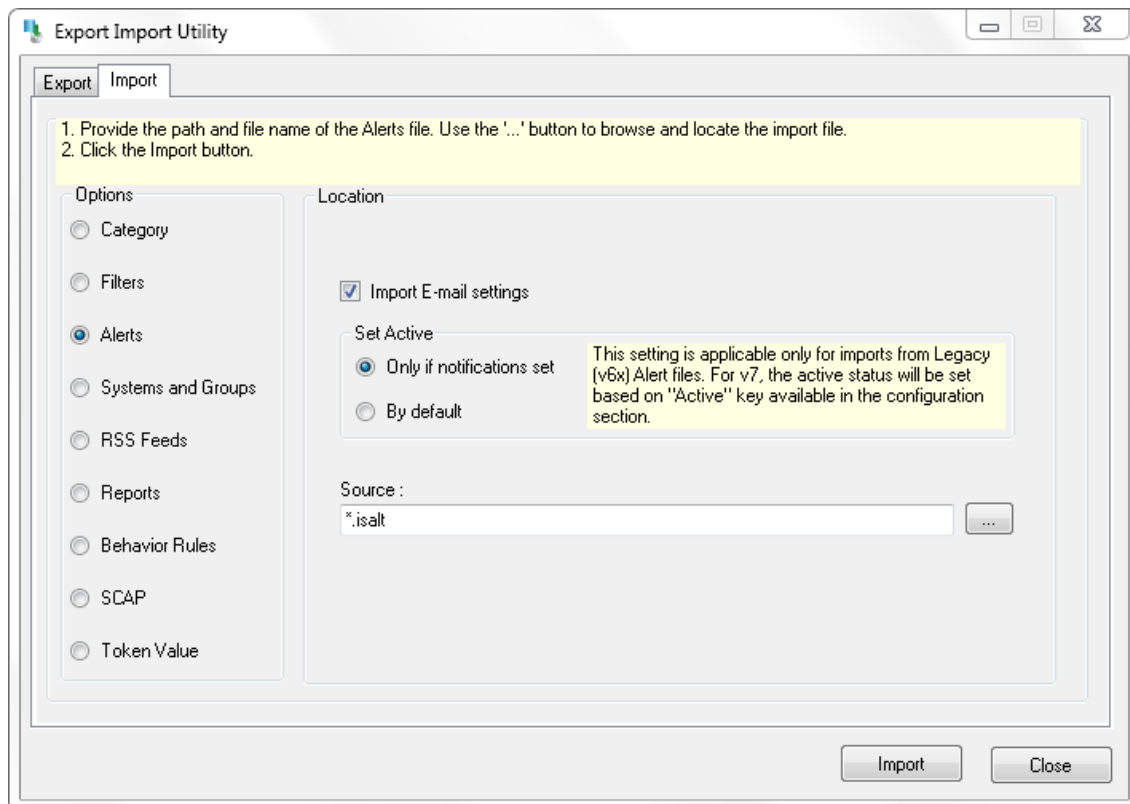 Export Import Utility
Export
Import
1. Provide the path and file name of the Alerts file. Use the '...' button to browse and locate the import file.
2. Click the Import button.
Options
Category
Filters
Alerts
Systems and Groups
RSS Feeds
Reports
Behavior Rules
SCAP
Token Value
Location
Import E-mail settings
Set Active
Only if notifications set
By default
This setting is applicable only for imports from Legacy
(v6x) Alert files. For v7, the active status will be set
based on "Active" key available in the configuration
section.
Source :
*.isalt
...
Import
Close